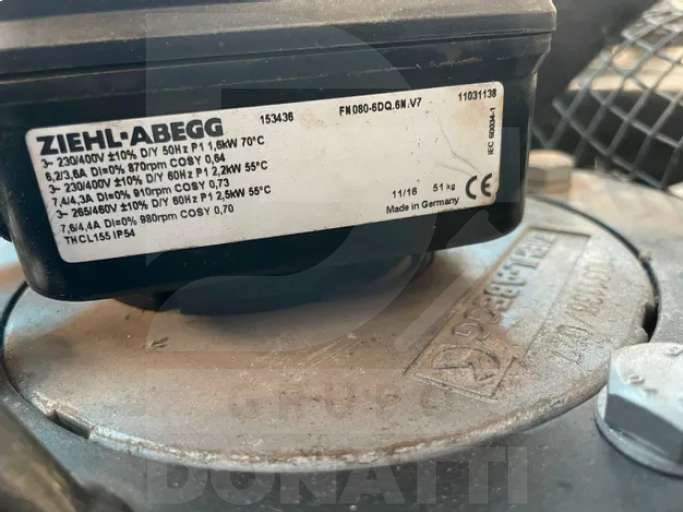 153436 FN080-6DQ.6N.V7 11031138
ZIEHL-ABEGG
3~ 230/400V ±10% D/Y 50Hz P1 1,6kW 70°C
6,2/3,6A DI=0% 870rpm COSY 0,64
3~ 230/400V ±10% D/Y 60Hz P1 2,2kW 55°C
7,4/4,3A DI=0% 910rpm COSY 0,73
3~ 265/460V ±10% D/Y 60Hz P1 2,5kW 55°C
7,6/4,4A DI=0% 980rpm COSY 0,70
THCL155 IP54
11/16 51kg CE
Made in Germany
IEC 60034-1
ZIEHL-ABEGG
GRUPO
DONATTI